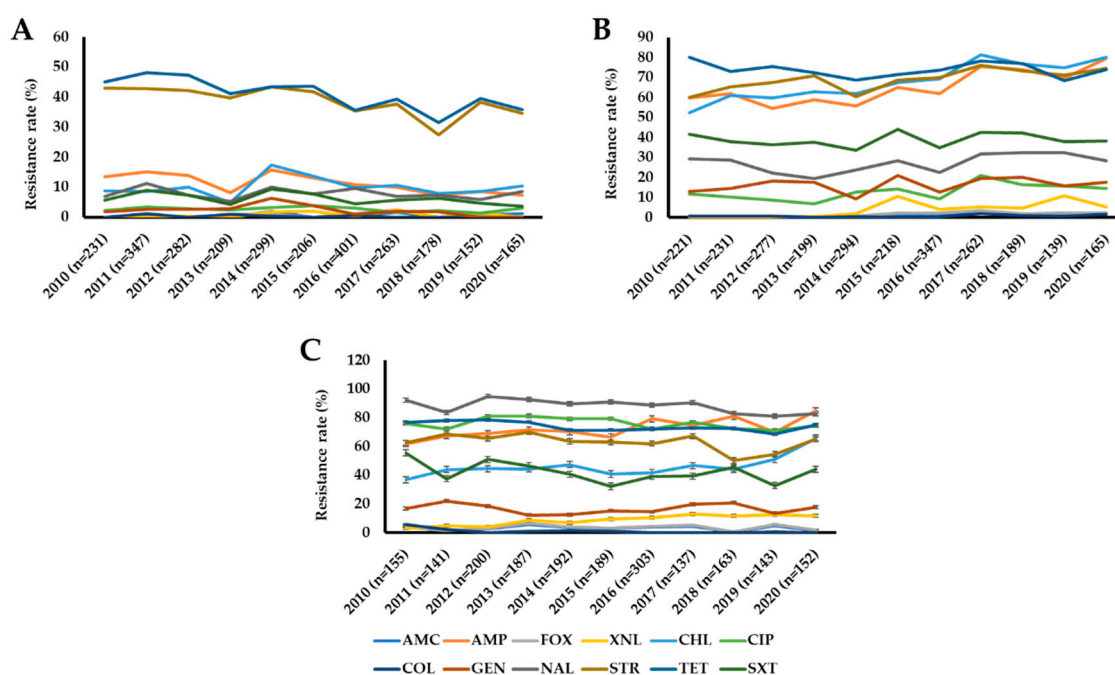 A
Resistance rate (%)
60
50
40
30
20
10
0
2010 (n=231)
2011 (n=347)
2012 (n=282)
2013 (n=209)
2014 (n=299)
2015 (n=206)
2016 (n=401)
2017 (n=263)
2018 (n=178)
2019 (n=152)
2020 (n=165)
B
Resistance rate (%)
90
80
70
60
50
40
30
20
10
0
2010 (n=221)
2011 (n=231)
2012 (n=277)
2013 (n=199)
2014 (n=294)
2015 (n=218)
2016 (n=347)
2017 (n=262)
2018 (n=189)
2019 (n=139)
2020 (n=165)
C
Resistance rate (%)
120
100
80
60
40
20
0
2010 (n=155)
2011 (n=141)
2012 (n=200)
2013 (n=187)
2014 (n=192)
2015 (n=189)
2016 (n=303)
2017 (n=137)
2018 (n=163)
2019 (n=143)
2020 (n=152)
AMC AMP FOX XNL CHL CIP
COL GEN NAL STR TET SXT